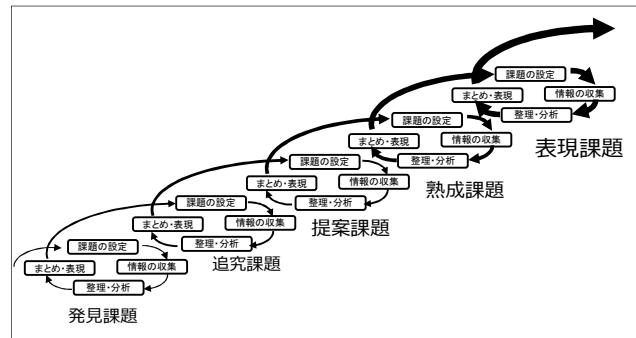 課題の設定
まとめ・表現
情報の収集
整理・分析
表現課題
課題の設定
まとめ・表現
情報の収集
整理・分析
熟成課題
課題の設定
まとめ・表現
情報の収集
整理・分析
提案課題
課題の設定
まとめ・表現
情報の収集
整理・分析
追究課題
課題の設定
まとめ・表現
情報の収集
整理・分析
発見課題